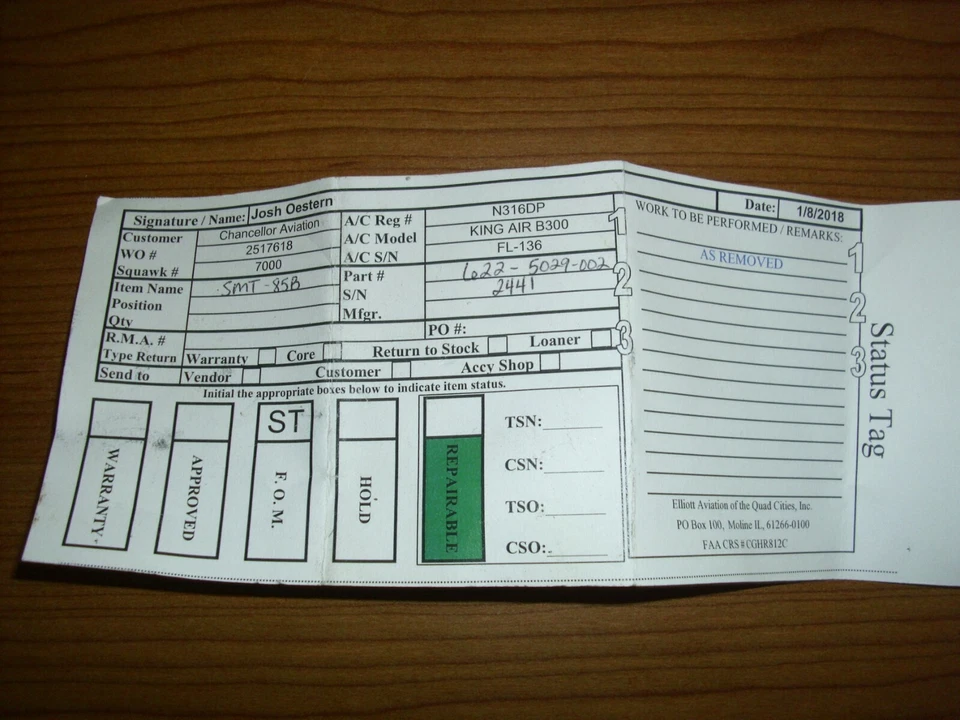 Signature / Name: Josh Oestern
Customer Chancellor Aviation
WO # 2517618
Squawk # 7000
Item Name SMT-85B
Position
Qty
A/C Reg # N316DP
A/C Model KING AIR B300
A/C S/N FL-136
Part # 622-5029-002
S/N 2441
Mfgr.
R.M.A. #
PO #:
Type Return Warranty Core Return to Stock Loaner
Send to Vendor Customer Accy Shop
Initial the appropriate boxes below to indicate item status.
WARRANTY
APPROVED
ST
F. O. M.
HOLD
REPAIRABLE
TSN:
CSN:
TSO:
CSO:
1
2
3
Date: 1/8/2018
WORK TO BE PERFORMED / REMARKS:
AS REMOVED
Elliott Aviation of the Quad Cities, Inc.
PO Box 100, Moline IL, 61266-0100
FAA CRS # CGHR812C
1
2
3
Status Tag